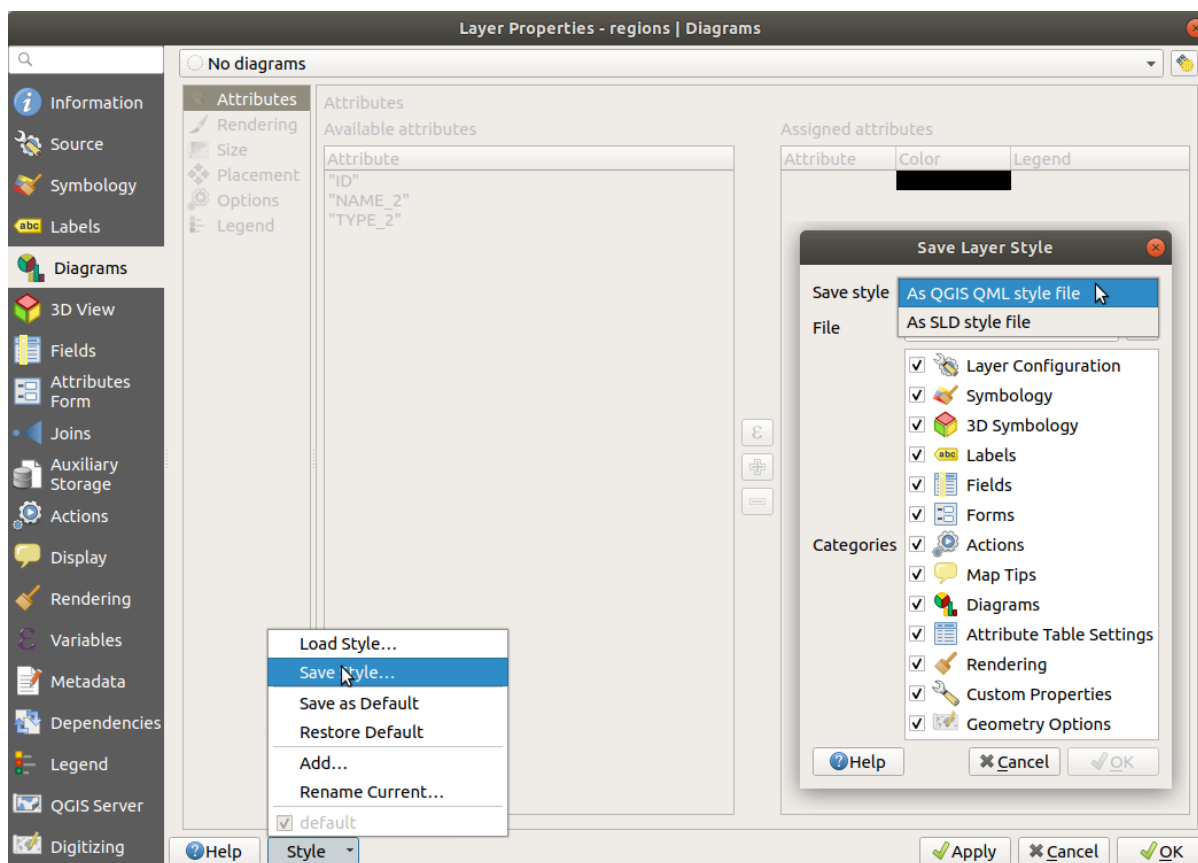 Layer Properties - regions | Diagrams
No diagrams
Information
Source
Symbology
abc Labels
Diagrams
3D View
Fields
Attributes
Form
Joins
Auxiliary
Storage
Actions
Display
Rendering
Variables
Metadata
Dependencies
Legend
QGIS Server
Digitizing
Attributes
Rendering
Size
Placement
Options
Legend
Attributes
Available attributes
Attribute
"ID"
"NAME_2"
"TYPE_2"
ε
Assigned attributes
Attribute Color Legend
Save Layer Style
Save style As QGIS QML style file
As SLD style file
File
Categories
Layer Configuration
Symbology
3D Symbology
abc Labels
Fields
Forms
Actions
Map Tips
Diagrams
Attribute Table Settings
Rendering
Custom Properties
Geometry Options
Help Cancel OK
Load Style...
Save Style...
Save as Default
Restore Default
Add...
Rename Current...
default
Help Style Apply Cancel OK